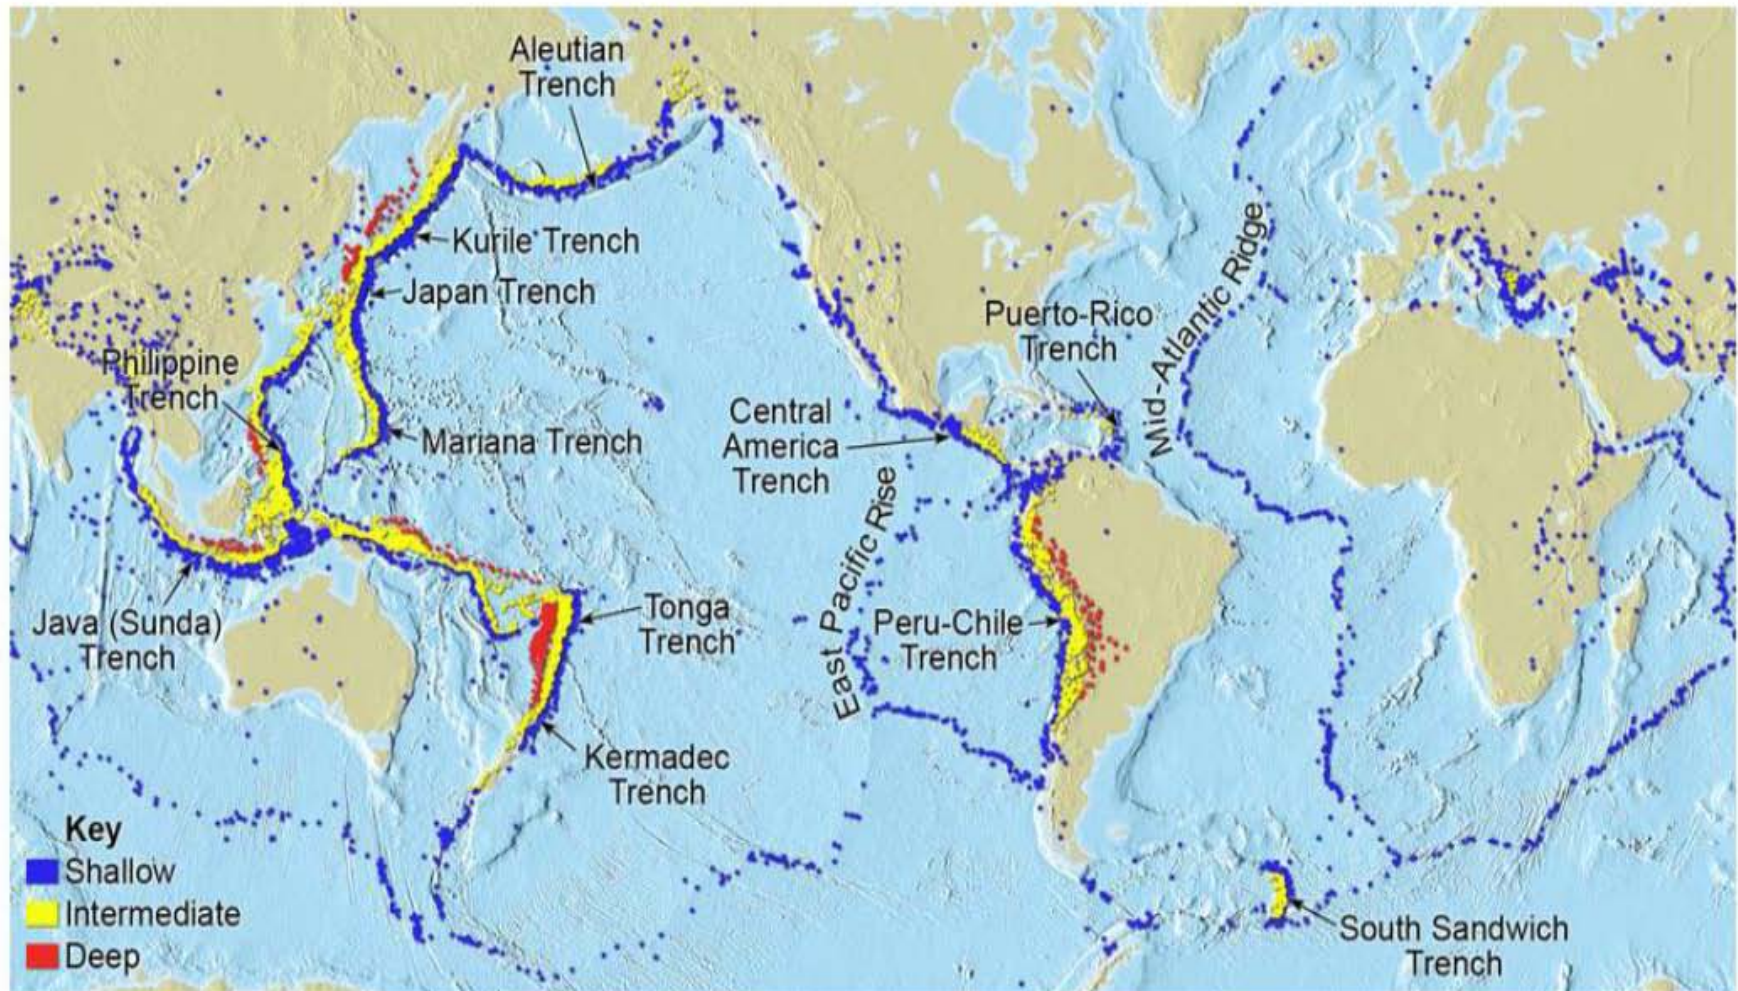 Aleutian
Trench
Kurile Trench
Japan Trench
Puerto-Rico
Trench
Mid-Atlantic Ridge
Philippine
Trench
Central
America
Trench
Mariana Trench
East Pacific Rise
Java (Sunda)
Trench
Tonga
Trench
Peru-Chile
Trench
Kermadec
Trench
Key
Shallow
Intermediate
Deep
South Sandwich
Trench